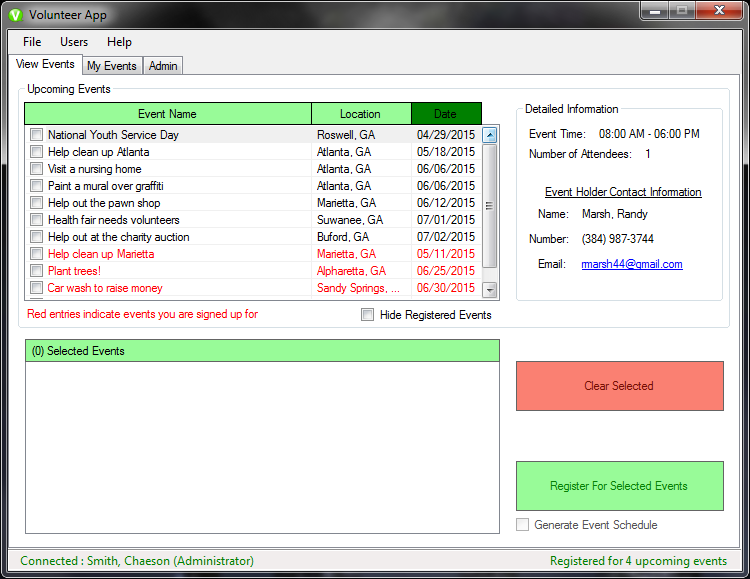 Volunteer App
File Users Help
View Events My Events Admin
Upcoming Events
Event Name Location Date
National Youth Service Day Roswell, GA 04/29/2015
Help clean up Atlanta Atlanta, GA 05/18/2015
Visit a nursing home Atlanta, GA 06/06/2015
Paint a mural over graffiti Atlanta, GA 06/06/2015
Help out the pawn shop Marietta, GA 06/12/2015
Health fair needs volunteers Suwanee, GA 07/01/2015
Help out at the charity auction Buford, GA 07/02/2015
Help clean up Marietta Marietta, GA 05/11/2015
Plant trees! Alpharetta, GA 06/25/2015
Car wash to raise money Sandy Springs, ... 06/30/2015
Red entries indicate events you are signed up for
Hide Registered Events
Detailed Information
Event Time: 08:00 AM - 06:00 PM
Number of Attendees: 1
Event Holder Contact Information
Name: Marsh, Randy
Number: (384) 987-3744
Email: rmarsh44@gmail.com
(0) Selected Events
Clear Selected
Register For Selected Events
Generate Event Schedule
Connected : Smith, Chaeson (Administrator)
Registered for 4 upcoming events